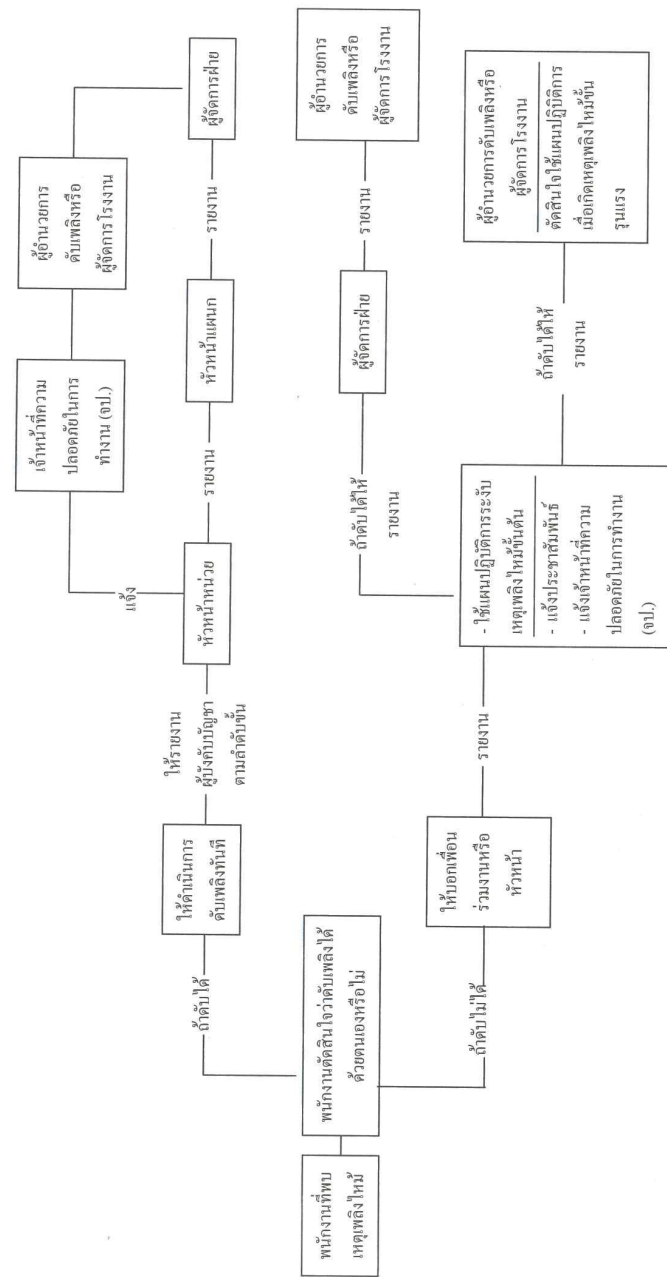 พนักงานที่พบ
เหตุเพลิงไหม้
พนักงานตัดสินใจว่าดับเพลิงได้
ด้วยตนเองหรือไม่
ถ้าดับได้
ให้ดำเนินการ
ดับเพลิงทันที
ให้รายงาน
ผู้บังคับบัญชา
ตามลำดับขั้น
หัวหน้าหน่วย
แจ้ง
เจ้าหน้าที่ความ
ปลอดภัยในการ
ทำงาน (จป.)
ผู้อำนวยการ
ดับเพลิงหรือ
ผู้จัดการโรงงาน
รายงาน
หัวหน้าแผนก
รายงาน
ผู้จัดการฝ่าย
ถ้าดับไม่ได้
ให้บอกเพื่อน
ร่วมงานหรือ
หัวหน้า
รายงาน
- ใช้แผนปฏิบัติการระงับ
เหตุเพลิงไหม้ขั้นต้น
- แจ้งประชาสัมพันธ์
- แจ้งเจ้าหน้าที่ความ
ปลอดภัยในการทำงาน
(จป.)
ถ้าดับได้ให้
รายงาน
ผู้จัดการฝ่าย
รายงาน
ผู้อำนวยการ
ดับเพลิงหรือ
ผู้จัดการโรงงาน
ถ้าดับได้ให้
รายงาน
ผู้อำนวยการดับเพลิงหรือ
ผู้จัดการโรงงาน
ตัดสินใจใช้แผนปฏิบัติการ
เมื่อเกิดเหตุเพลิงไหม้ขั้น
รุนแรง